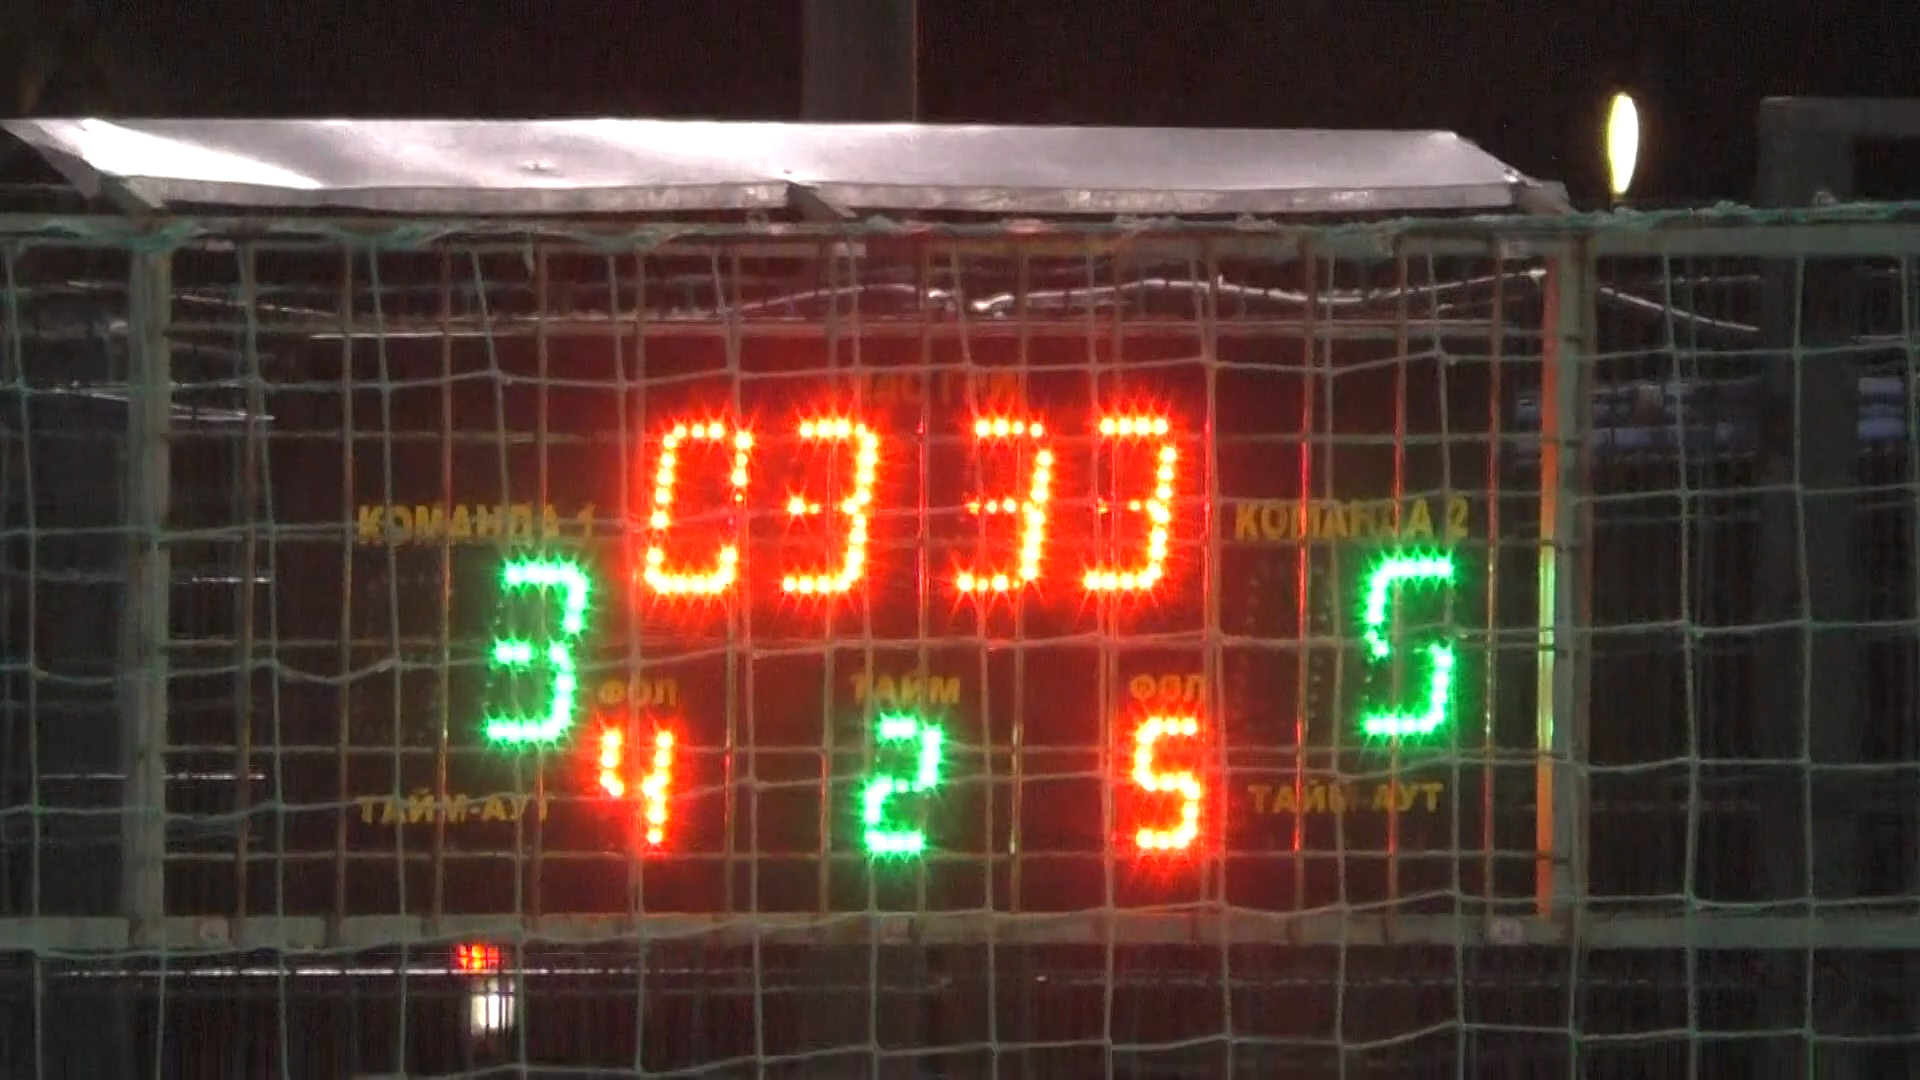 03 33
КОМАНДА 1 КОМАНДА 2
3 5
ФОЛ ТАЙМ ФОЛ
4 2 5
ТАЙМ-АУТ ТАЙМ-АУТ